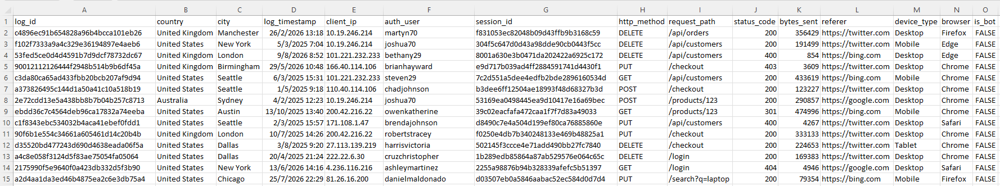 A B C D E F G H I J K L M N O
1 log_id country city log_timestamp client_ip auth_user session_id http_method request_path status_code bytes_sent referer device_type browser is_bot
2 c4896ec91b654828a96b4bcca101eb26 United Kingdom Manchester 26/2/2026 13:18 10.19.246.214 martyn70 f831053ec82048b09d43ffb9b3168c59 DELETE /api/orders 200 356429 https://twitter.com Desktop Firefox FALSE
3 f102f7333a9a4c329e36194897e4aeb6 United States New York 5/3/2025 7:04 10.19.246.214 joshua70 304f5c647d0d43a98dde90cb0443f5cc DELETE /api/customers 200 191499 https://twitter.com Mobile Edge FALSE
4 53fed5ce0d4d4591b7d9dcf78732dc67 United Kingdom London 9/8/2026 8:52 101.221.232.233 bethany29 8001a630e3b0471da202422a6925c172 DELETE /api/customers 400 854 https://bing.com Desktop Edge FALSE
5 90012112126444f2948b514b9b6df45a United Kingdom Birmingham 29/5/2026 10:48 166.40.114.106 brianhayward e9d717b039ad4ff2884591741d4430f1 PUT /checkout 403 3609 https://twitter.com Desktop Chrome FALSE
6 c3da80ca65ad433fbb20bcb207af9d94 United States Seattle 6/3/2025 15:31 101.221.232.233 steven29 7c2d551a5dee4edfb2bde2896160534d GET /api/customers 200 433619 https://bing.com Mobile Chrome FALSE
7 a373826495c144d1a50a41c10a518b19 United States Seattle 1/5/2025 9:18 110.40.114.106 chadjohnson b3dee6ff12504ae18993f48d68327b3d POST /checkout 200 123227 https://twitter.com Desktop Chrome FALSE
8 2e72cdd13e5a438bb8b7b04b257c8713 Australia Sydney 4/2/2025 12:23 10.19.246.214 joshua70 53169ea0498445ea9d10417e16a69bec POST /products/123 200 290857 https://google.com Desktop Chrome FALSE
9 ebdd36c7c4564deb96ca17832a74eeba United States Austin 13/10/2025 13:40 200.42.216.22 owenkatherine 39c02eacfafa472caa1f7f7d83a49033 GET /products/123 301 474996 https://bing.com Mobile Chrome FALSE
10 c1f8343ebc534032b4aca41ebef0fdd1 United States Seattle 2/3/2025 15:57 171.108.1.47 brendajohnson d8490c7e4a504d199ef80ca76885860e PUT /api/customers 400 4267 https://twitter.com Desktop Safari FALSE
11 90f6b1e554c34661a605461d14c20b4b United Kingdom London 10/7/2025 14:26 200.42.216.22 robertstracey f0250e4db7b340248133e469b48825a1 PUT /checkout 200 333133 https://twitter.com Desktop Chrome FALSE
12 d35520bd477243d690d4638eada06f5a United States Dallas 3/8/2025 9:20 27.113.139.219 harrisvictoria 502145f3ccce4e71add490bb27fc7840 DELETE /checkout 200 224653 https://twitter.com Tablet Chrome FALSE
13 a4c8e058f3124d5f83ae75054fa05064 United States Dallas 20/4/2025 21:24 222.22.6.30 cruzchristopher 1b289edb85864a87ab529576e064c65c DELETE /login 200 169383 https://twitter.com Desktop Chrome FALSE
14 2175990f5e9640f0a423db332d5f3b90 United States New York 13/6/2026 14:16 4.236.116.216 ashleymartinez 2255a98876b94b328339afefc5b51397 GET /login 404 4946 https://google.com Desktop Safari FALSE
15 a2d4aa1da3ed46b4875ea2c6e3db75a4 United States Chicago 25/7/2026 22:29 81.26.16.200 danielmaldonado d03507eb0a5846aabac52ec584d0d7d4 PUT /search?q=laptop 200 79354 https://bing.com Mobile Firefox FALSE